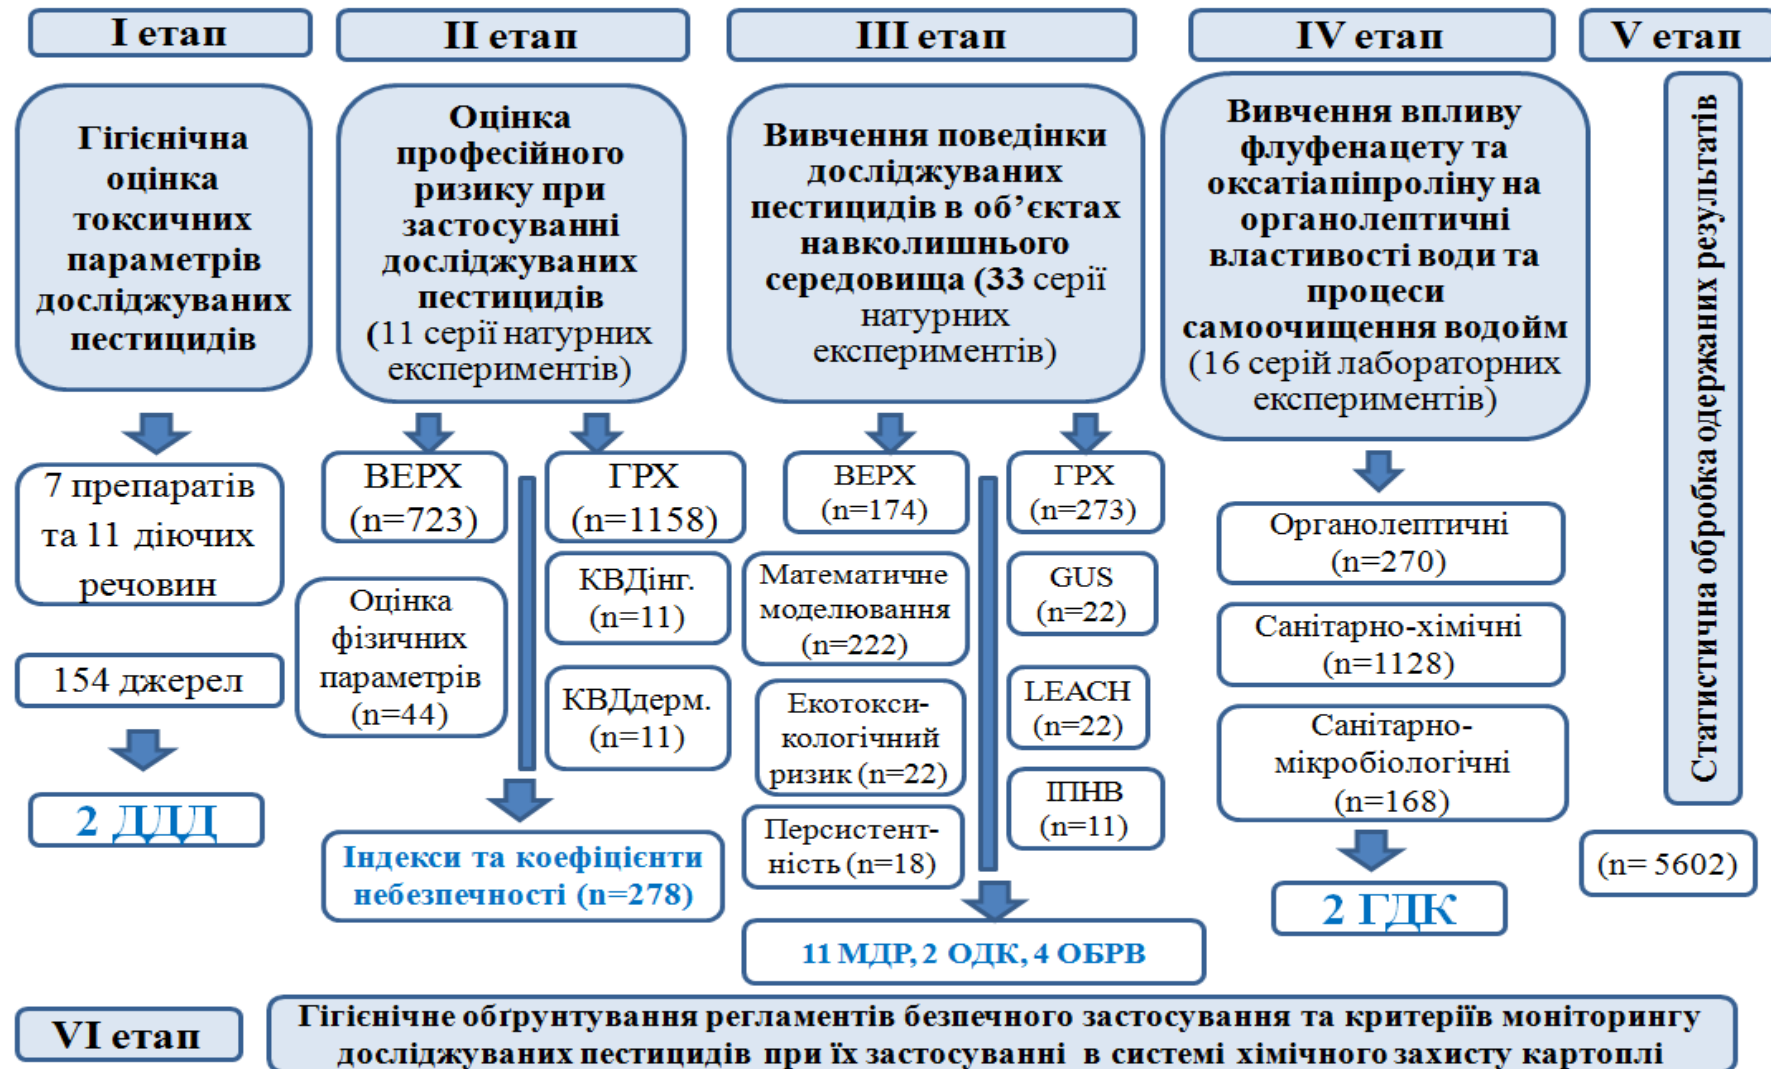 I етап
Гігієнічна
оцінка
токсичних
параметрів
досліджуваних
пестицидів
7 препаратів
та 11 діючих
речовин
154 джерел
2 ДДД
II етап
Оцінка
професійного
ризику при
застосуванні
досліджуваних
пестицидів
(11 серії натурних
експериментів)
ВЕРХ
(n=723)
ГРХ
(n=1158)
Оцінка
фізичних
параметрів
(n=44)
КВДінг.
(n=11)
КВДдерм.
(n=11)
Індекси та коефіцієнти
небезпечності (n=278)
III етап
Вивчення поведінки
досліджуваних
пестицидів в об’єктах
навколишнього
середовища (33 серії
натурних
експериментів)
ВЕРХ
(n=174)
ГРХ
(n=273)
Математичне
моделювання
(n=222)
GUS
(n=22)
Екотокси-
кологічний
ризик (n=22)
LEACH
(n=22)
Персистент-
ність (n=18)
ІПНВ
(n=11)
11 МДР, 2 ОДК, 4 ОБРВ
IV етап
Вивчення впливу
флуфенацету та
оксатіапіпроліну на
органолептичні
властивості води та
процеси
самоочищення водойм
(16 серій лабораторних
експериментів)
Органолептичні
(n=270)
Санітарно-хімічні
(n=1128)
Санітарно-
мікробіологічні
(n=168)
2 ГДК
V етап
Статистична обробка одержаних результатів
(n= 5602)
VI етап
Гігієнічне обґрунтування регламентів безпечного застосування та критеріїв моніторингу
досліджуваних пестицидів при їх застосуванні в системі хімічного захисту картоплі